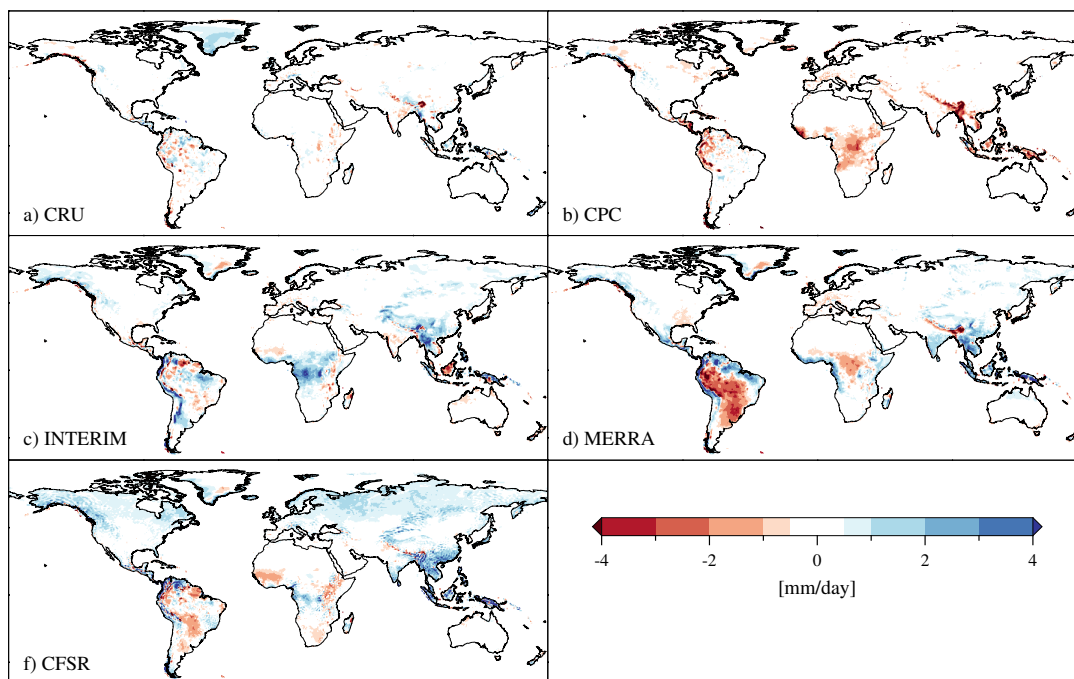 a) CRU
b) CPC
c) INTERIM
d) MERRA
f) CFSR
-4 -2 0 2 4
[mm/day]